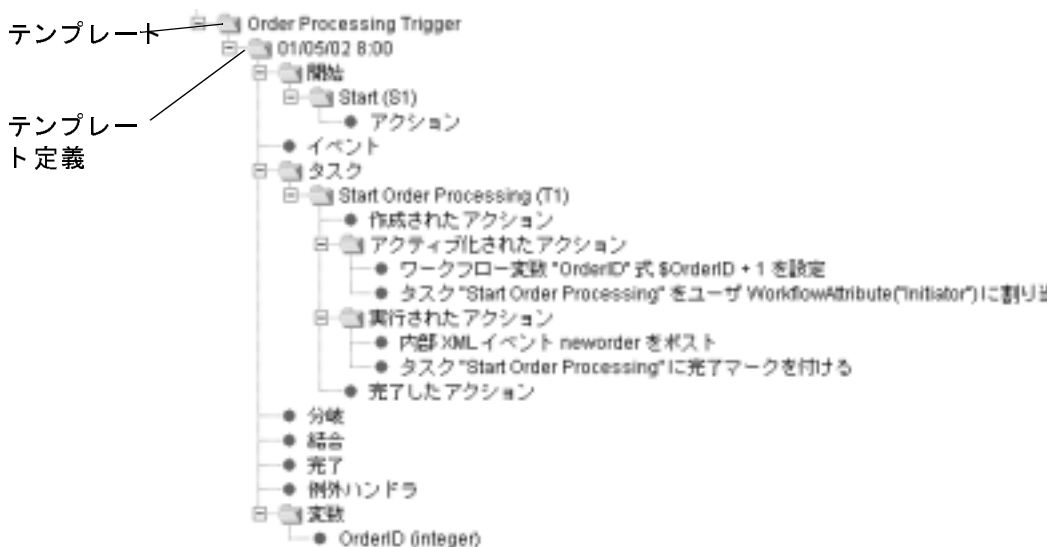 テンプレート
Order Processing Trigger
01/05/02 8:00
開始
Start (S1)
アクション
テンプレー
ト定義
イベント
タスク
Start Order Processing (T1)
作成されたアクション
アクティブ化されたアクション
ワークフロー変数 "OrderID" 式 $OrderID + 1 を設定
タスク "Start Order Processing" をユーザ WorkflowAttribute("Initiator") に割り
実行されたアクション
内部 XML イベント neworder をポスト
タスク "Start Order Processing" に完了マークを付ける
完了したアクション
分岐
結合
完了
例外ハンドラ
変数
OrderID (integer)